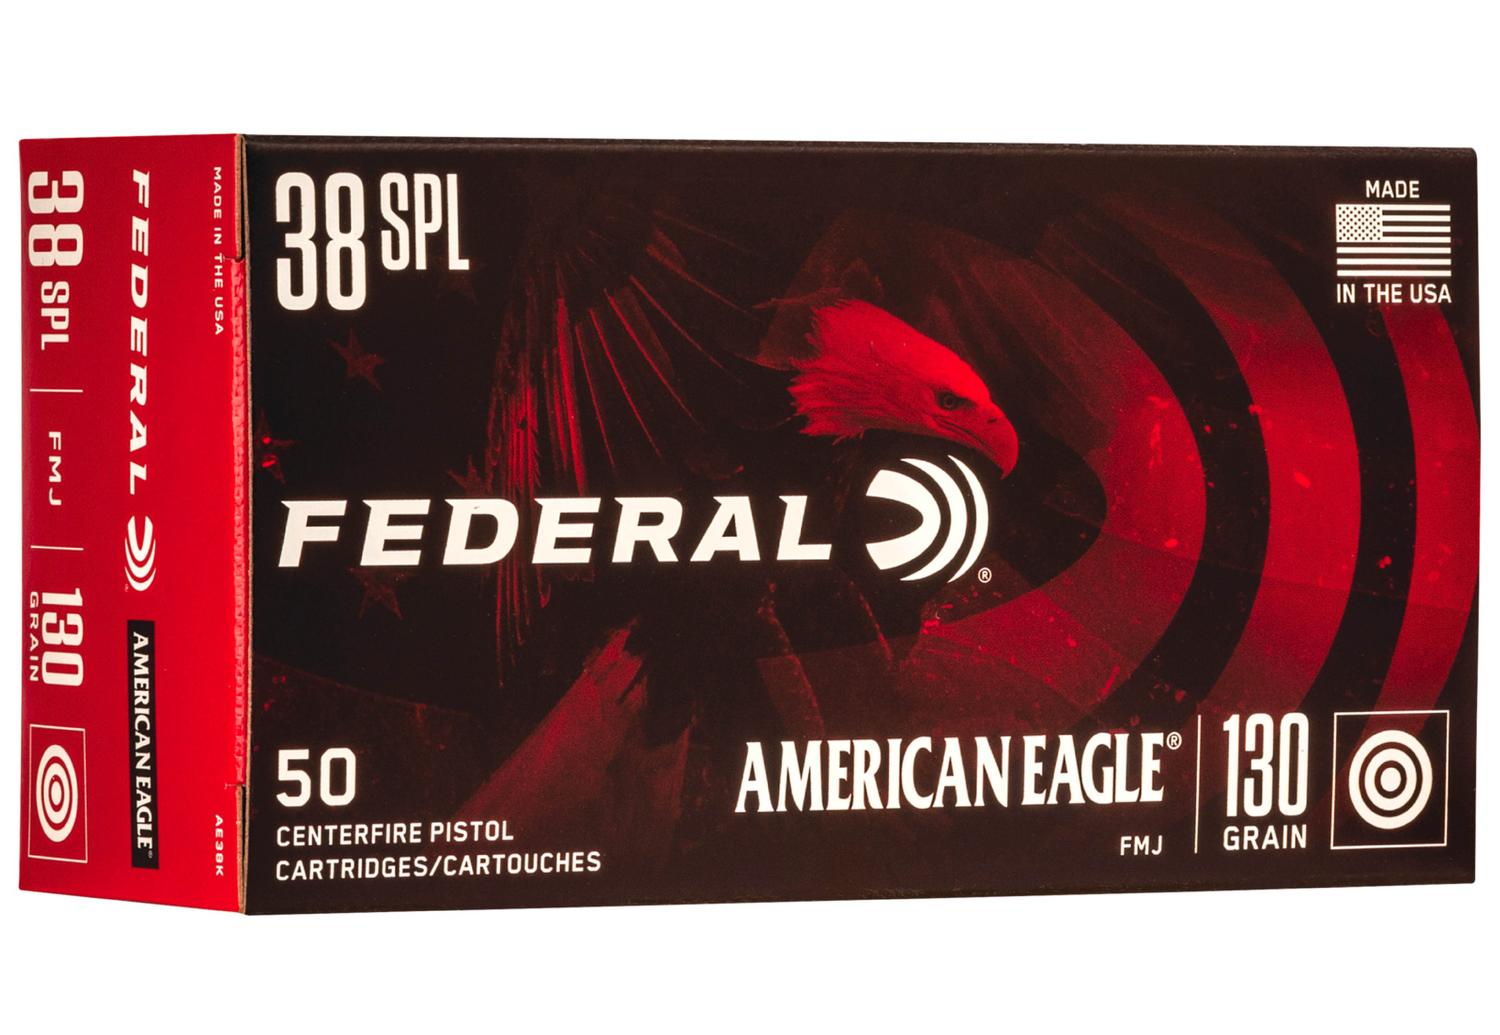 38 SPL
FMJ
130
GRAIN
FEDERAL
®
AMERICAN EAGLE®
MADE IN THE USA
AE38K
38 SPL
MADE
IN THE USA
FEDERAL
®
50
CENTERFIRE PISTOL
CARTRIDGES/CARTOUCHES
AMERICAN EAGLE®
FMJ
130
GRAIN